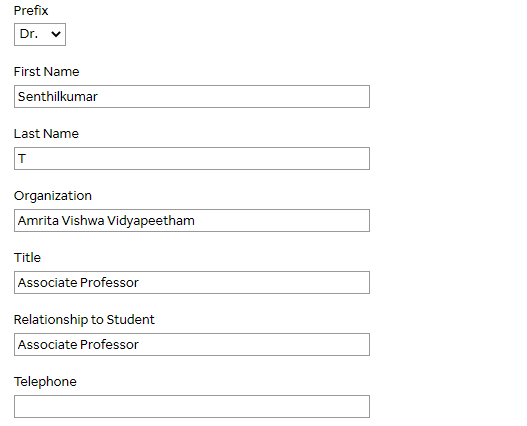 Prefix
Dr.
First Name
Senthilkumar
Last Name
T
Organization
Amrita Vishwa Vidyapeetham
Title
Associate Professor
Relationship to Student
Associate Professor
Telephone